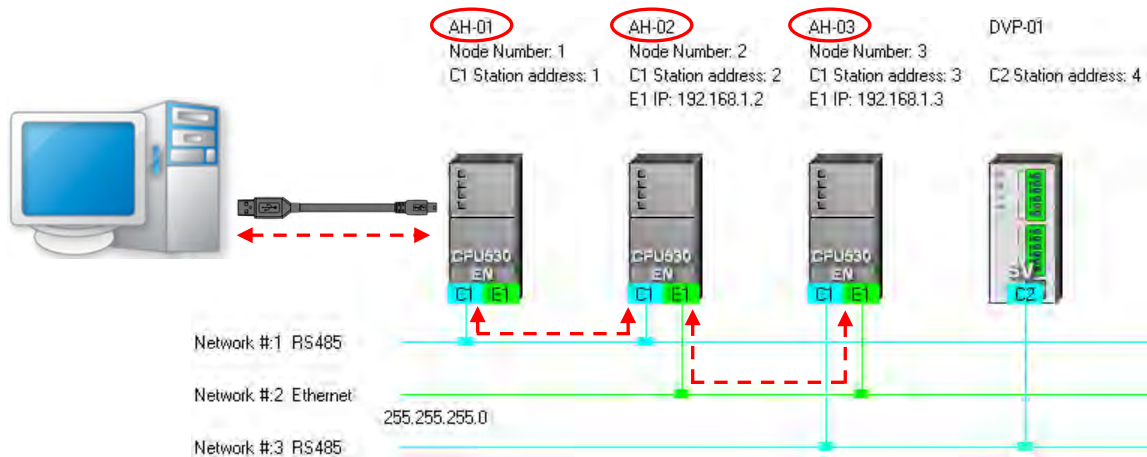 AH-01
Node Number: 1
C1 Station address: 1
AH-02
Node Number: 2
C1 Station address: 2
E1 IP: 192.168.1.2
AH-03
Node Number: 3
C1 Station address: 3
E1 IP: 192.168.1.3
DVP-01
C2 Station address: 4
CPU530
EN
C1 E1
CPU530
EN
C1 E1
CPU530
EN
C1 E1
SV_
C2
Network #:1 RS485
Network #:2 Ethernet
255.255.255.0
Network #:3 RS485